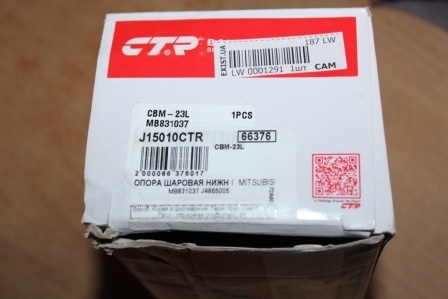 CTR
EXIST.UA
187 LW
LW 0001291 1шт CAM
CBM-23L 1PCS
MB831037
J15010CTR 66376
CBM-23L
2000066376017
ОПОРА ШАРОВАЯ НИЖН | MITSUBIS
MB831037 J4865005